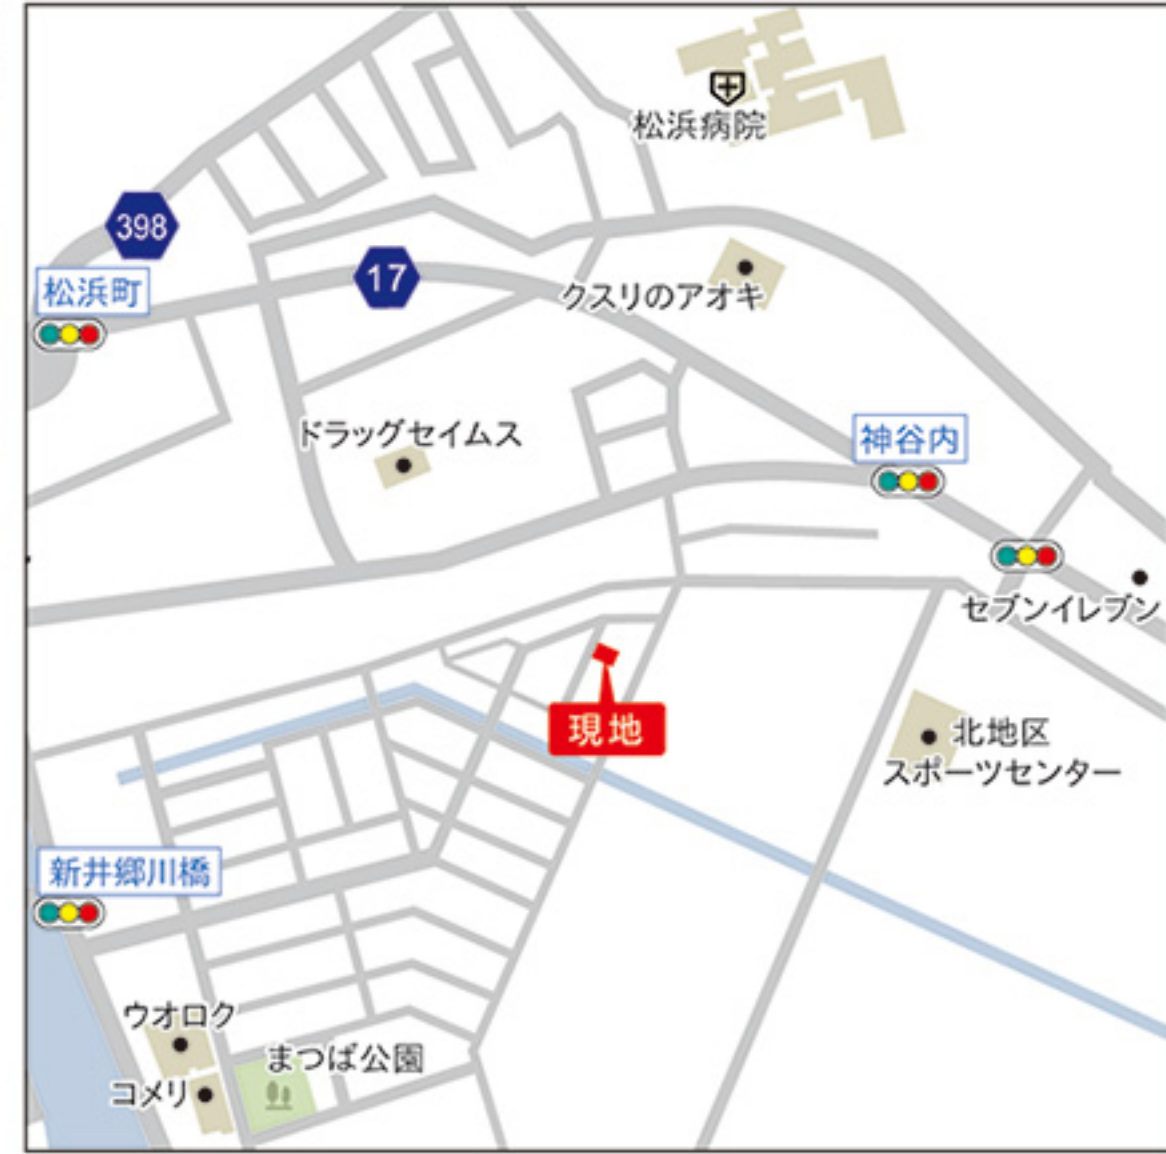 松浜病院
398
松浜町
17
クスリのアオキ
ドラッグセイムス
神谷内
セブンイレブン
現地
北地区
スポーツセンター
新井郷川橋
ウオロク
まつば公園
コメリ